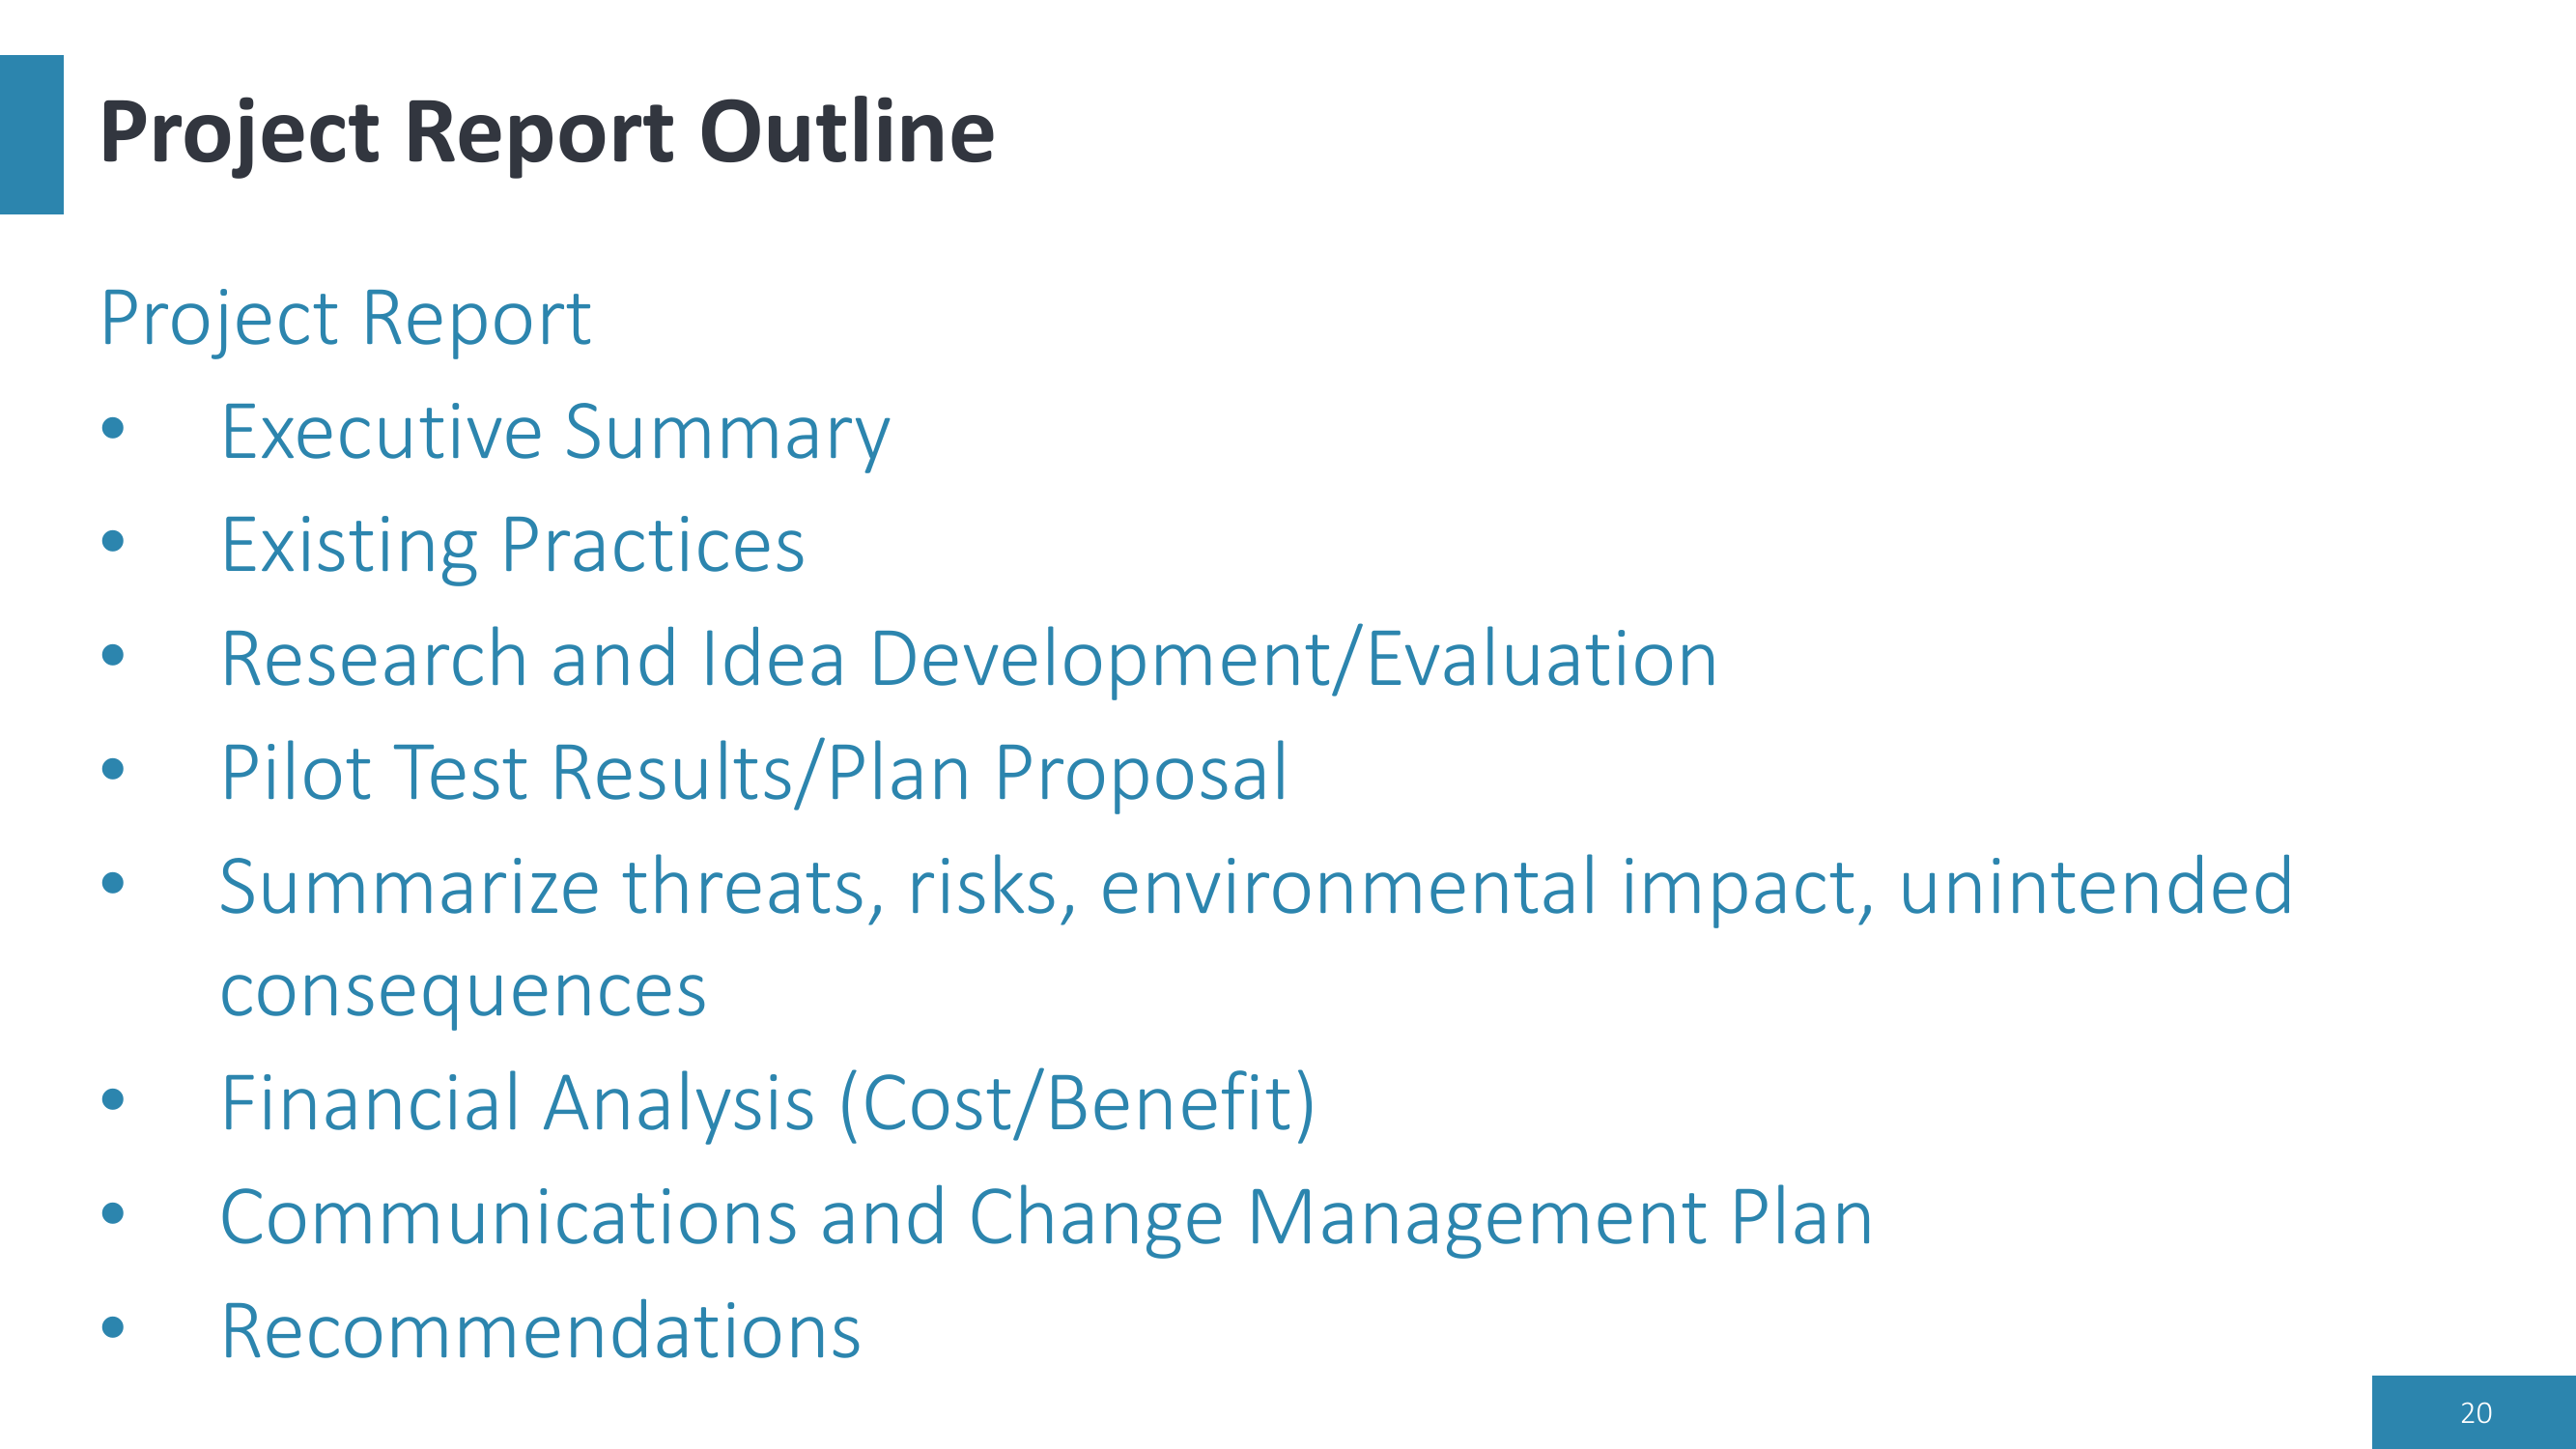 Project Report Outline
Project Report
• Executive Summary
• Existing Practices
• Research and Idea Development/Evaluation
• Pilot Test Results/Plan Proposal
• Summarize threats, risks, environmental impact, unintended
consequences
• Financial Analysis (Cost/Benefit)
• Communications and Change Management Plan
• Recommendations
20